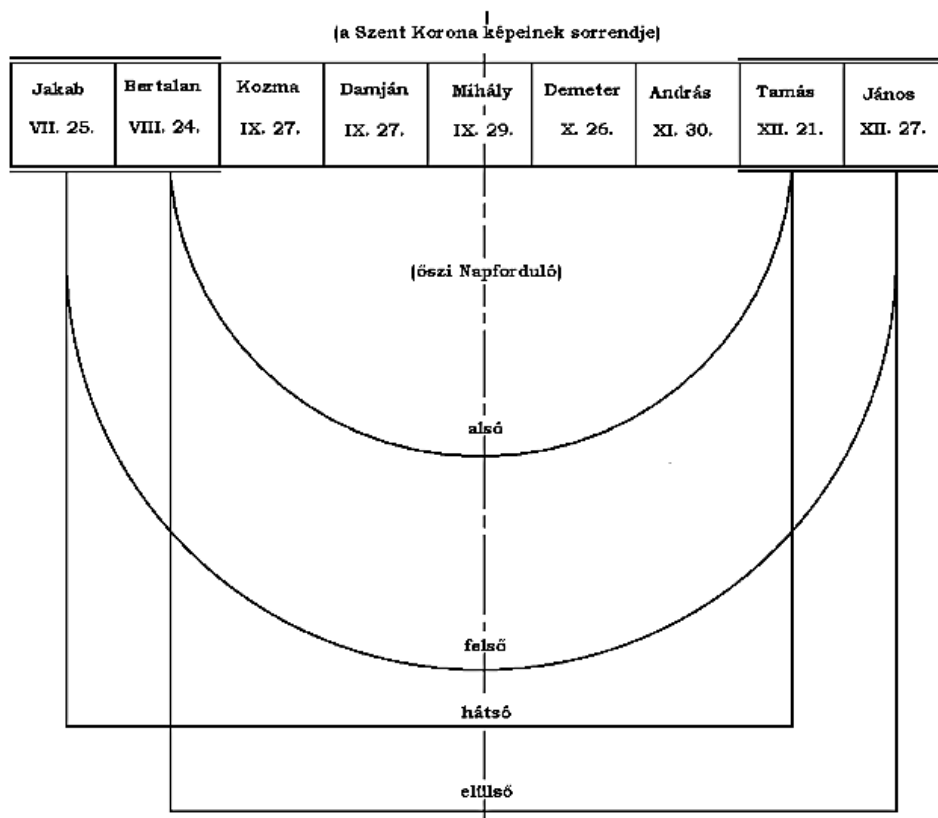 (a Szent Korona képeinek sorrendje)
Jakab Bertalan Kozma Damján Mihály Demeter András Tamás János
VII. 25. VIII. 24. IX. 27. IX. 27. IX. 29. X. 26. XI. 30. XII. 21. XII. 27.
(őszi Napforduló)
alsó
felső
hátsó
elülső